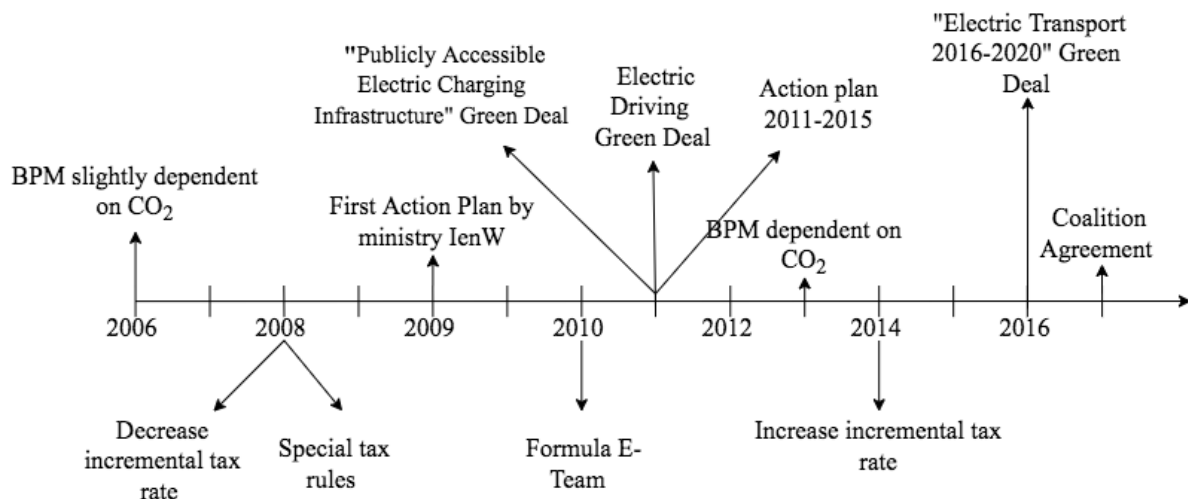 "Publicly Accessible
Electric Charging
Infrastructure" Green Deal
Electric
Driving
Green Deal
Action plan
2011-2015
"Electric Transport
2016-2020" Green
Deal
BPM slightly dependent
on CO₂
First Action Plan by
ministry IenW
BPM dependent on
CO₂
Coalition
Agreement
2006
2008
2009
2010
2012
2014
2016
Decrease
incremental tax
rate
Special tax
rules
Formula E-
Team
Increase incremental tax
rate